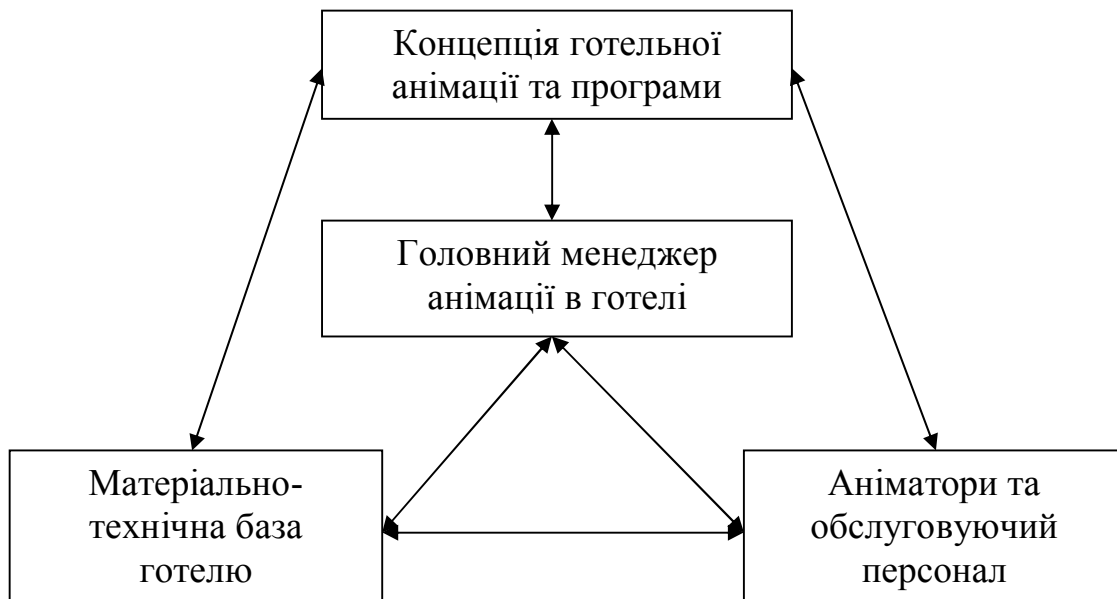 Концепція готельної
анімації та програми
Головний менеджер
анімації в готелі
Матеріально-
технічна база
готелю
Аніматори та
обслуговуючий
персонал